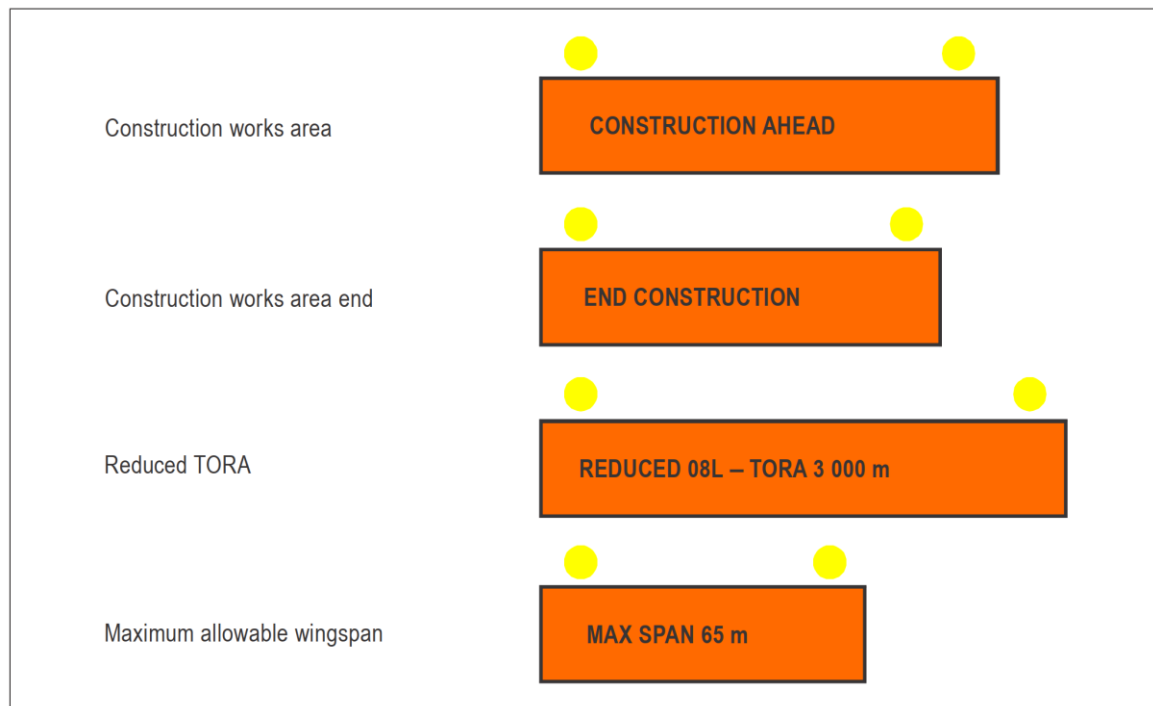 Construction works area
CONSTRUCTION AHEAD
Construction works area end
END CONSTRUCTION
Reduced TORA
REDUCED 08L – TORA 3 000 m
Maximum allowable wingspan
MAX SPAN 65 m